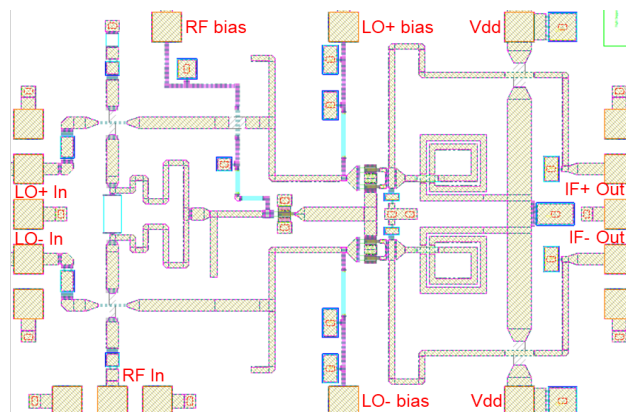 RF bias
LO+ bias
Vdd
LO+ In
IF+ Out
LO- In
IF- Out
RF In
LO- bias
Vdd